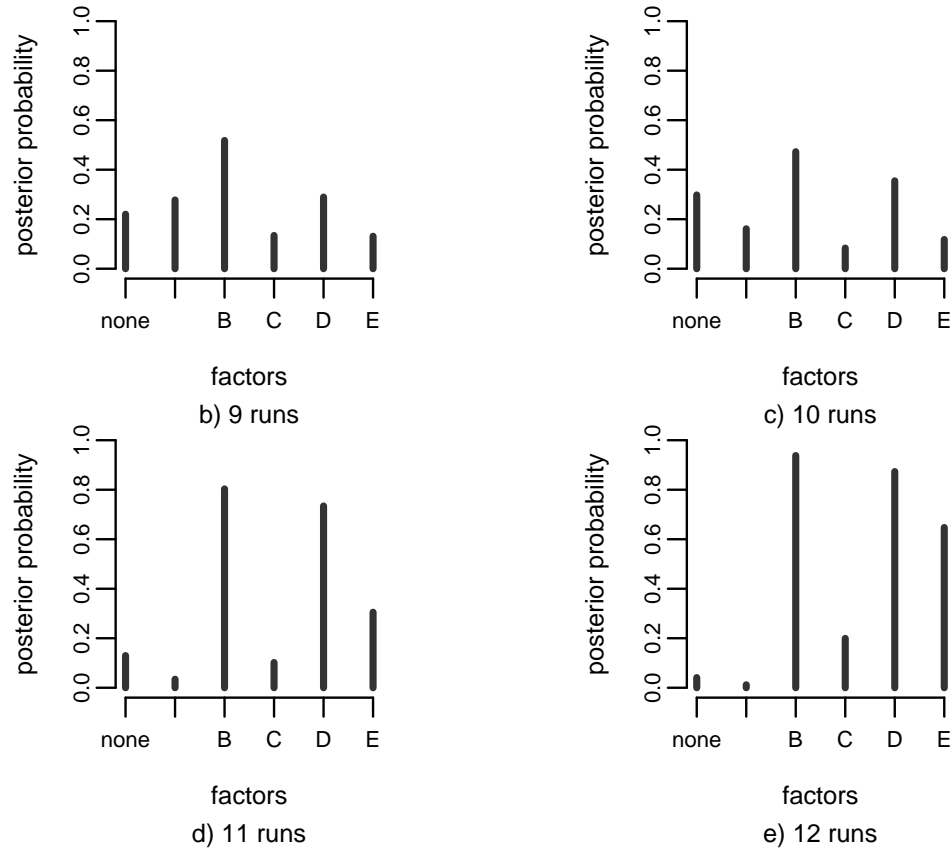 posterior probability
1.0
0.8
0.6
0.4
0.2
0.0
none B C D E
factors
b) 9 runs
posterior probability
1.0
0.8
0.6
0.4
0.2
0.0
none B C D E
factors
c) 10 runs
posterior probability
1.0
0.8
0.6
0.4
0.2
0.0
none B C D E
factors
d) 11 runs
posterior probability
1.0
0.8
0.6
0.4
0.2
0.0
none B C D E
factors
e) 12 runs